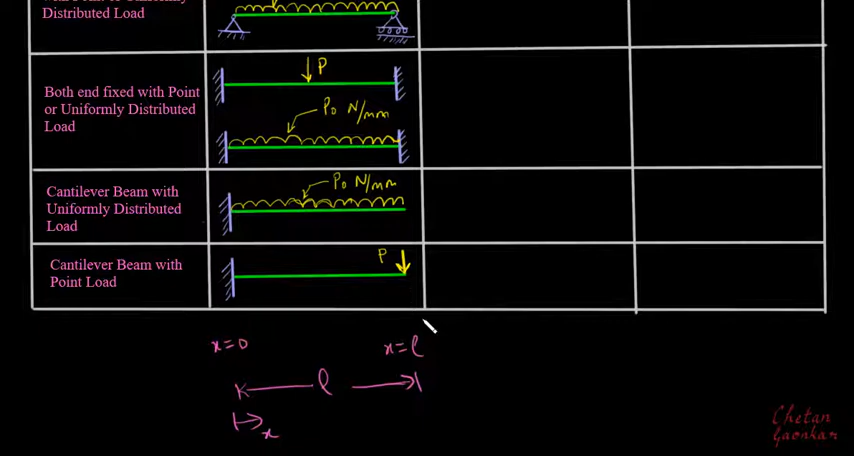 Distributed Load
Both end fixed with Point
or Uniformly Distributed
Load
P
P0 N/mm
Cantilever Beam with
Uniformly Distributed
Load
P0 N/mm
Cantilever Beam with
Point Load
P
x=0
x=l
l
x
Chetan
Gaonkar